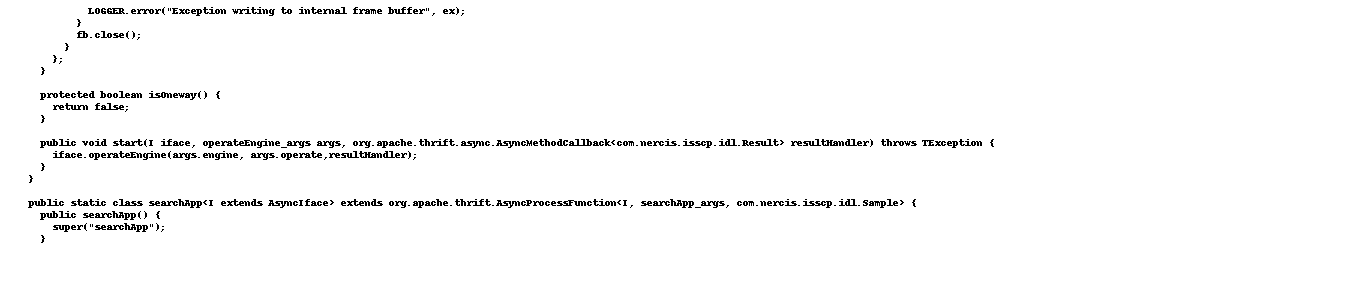 LOGGER.error("Exception writing to internal frame buffer", ex);
}
fb.close();
}
};
}
protected boolean isOneway() {
return false;
}
public void start(I iface, operateEngine_args args, org.apache.thrift.async.AsyncMethodCallback<com.nercis.isscp.idl.Result> resultHandler) throws TException {
iface.operateEngine(args.engine, args.operate,resultHandler);
}
}
public static class searchApp<I extends AsyncIface> extends org.apache.thrift.AsyncProcessFunction<I, searchApp_args, com.nercis.isscp.idl.Sample> {
public searchApp() {
super("searchApp");
}